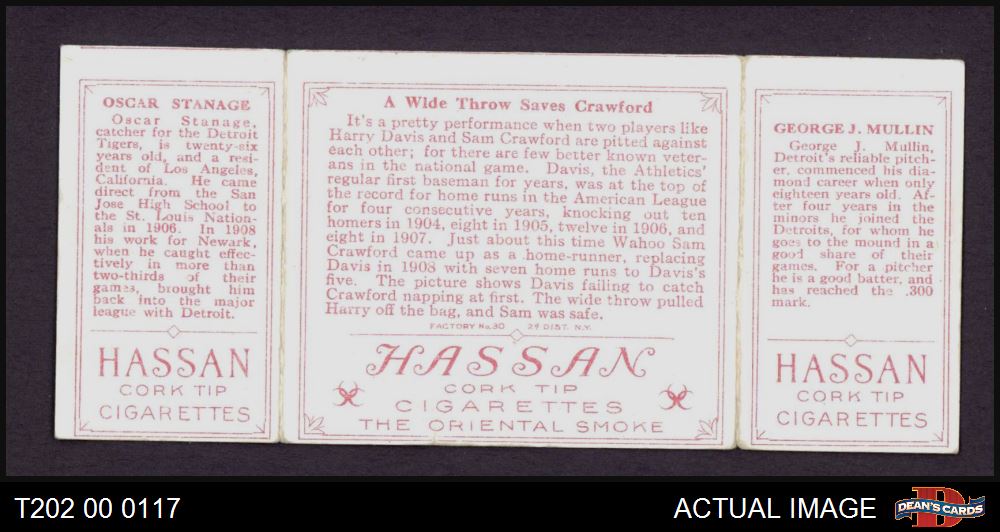 OSCAR STANAGE
Oscar Stanage,
catcher for the Detroit
Tigers, is twenty-six
years old, and a resi-
dent of Los Angeles,
California. He came
direct from the San
Jose High School to
the St. Louis Nation-
als in 1906. In 1908
his work for Newark,
when he caught effec-
tively in more than
two-thirds of their
games, brought him
back into the major
league with Detroit.
HASSAN
CORK TIP
CIGARETTES
A Wide Throw Saves Crawford
It's a pretty performance when two players like
Harry Davis and Sam Crawford are pitted against
each other; for there are few better known veter-
ans in the national game. Davis, the Athletics'
regular first baseman for years, was at the top of
the record for home runs in the American League
for four consecutive years, knocking out ten
homers in 1904, eight in 1905, twelve in 1906, and
eight in 1907. Just about this time Wahoo Sam
Crawford came up as a home-runner, replacing
Davis in 1908 with seven home runs to Davis's
five. The picture shows Davis failing to catch
Crawford napping at first. The wide throw pulled
Harry off the bag, and Sam was safe.
FACTORY No. 30 2d DIST. N.Y.
HASSAN
CORK TIP
CIGARETTES
THE ORIENTAL SMOKE
GEORGE J. MULLIN
George J. Mullin,
Detroit's reliable pitch-
er, commenced his dia-
mond career when only
eighteen years old. Af-
ter four years in the
minors he joined the
Detroits, for whom he
goes to the mound in a
good share of their
games. For a pitcher
he is a good batter, and
has reached the .300
mark.
HASSAN
CORK TIP
CIGARETTES
T202 00 0117
ACTUAL IMAGE
DEAN'S CARDS